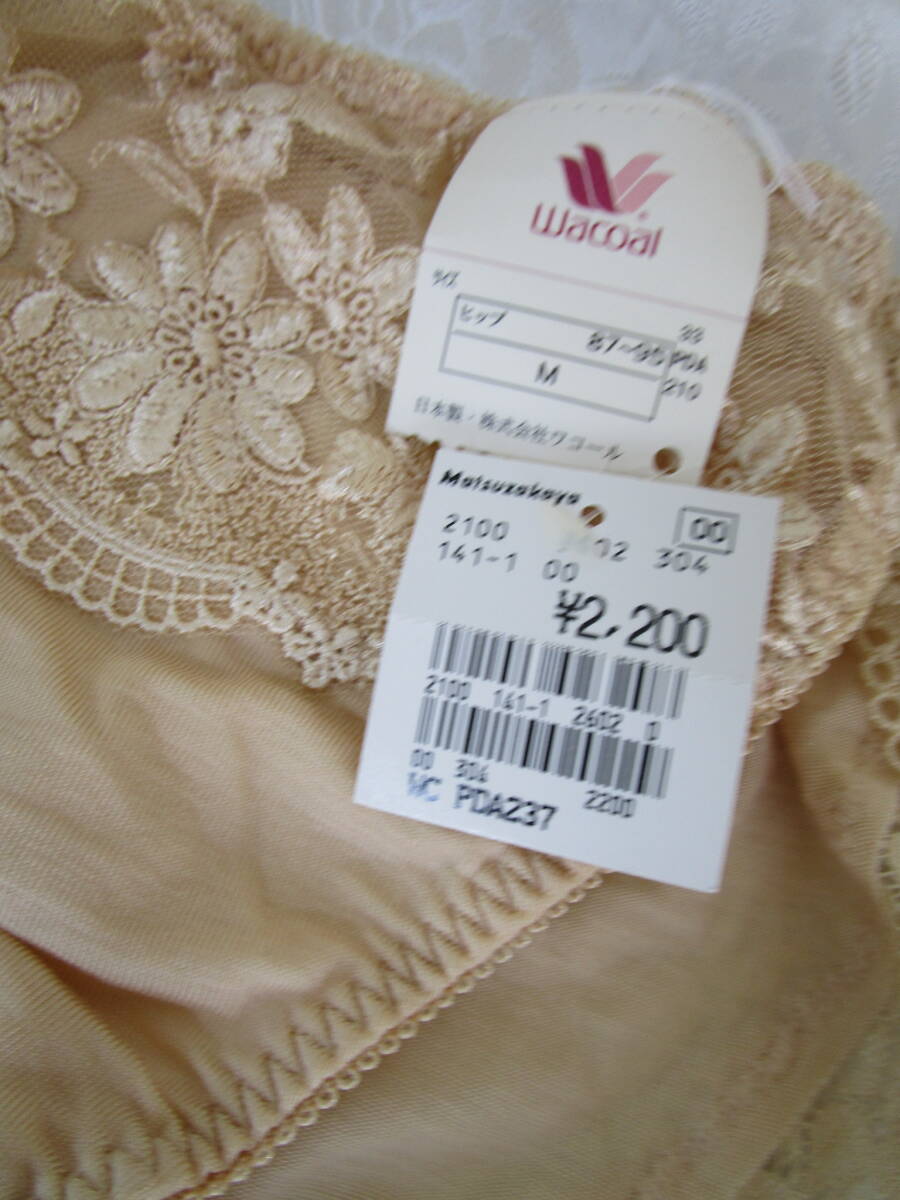 Wacoal
サイズ
ヒップ 87~95
M
33
PDA
210
日本製・株式会社ワコール
Matsuzakaya
2100 02 304 00
141-1 00
¥2,200
2100 141-1 2602 0
00 304 2200
WC PDA237